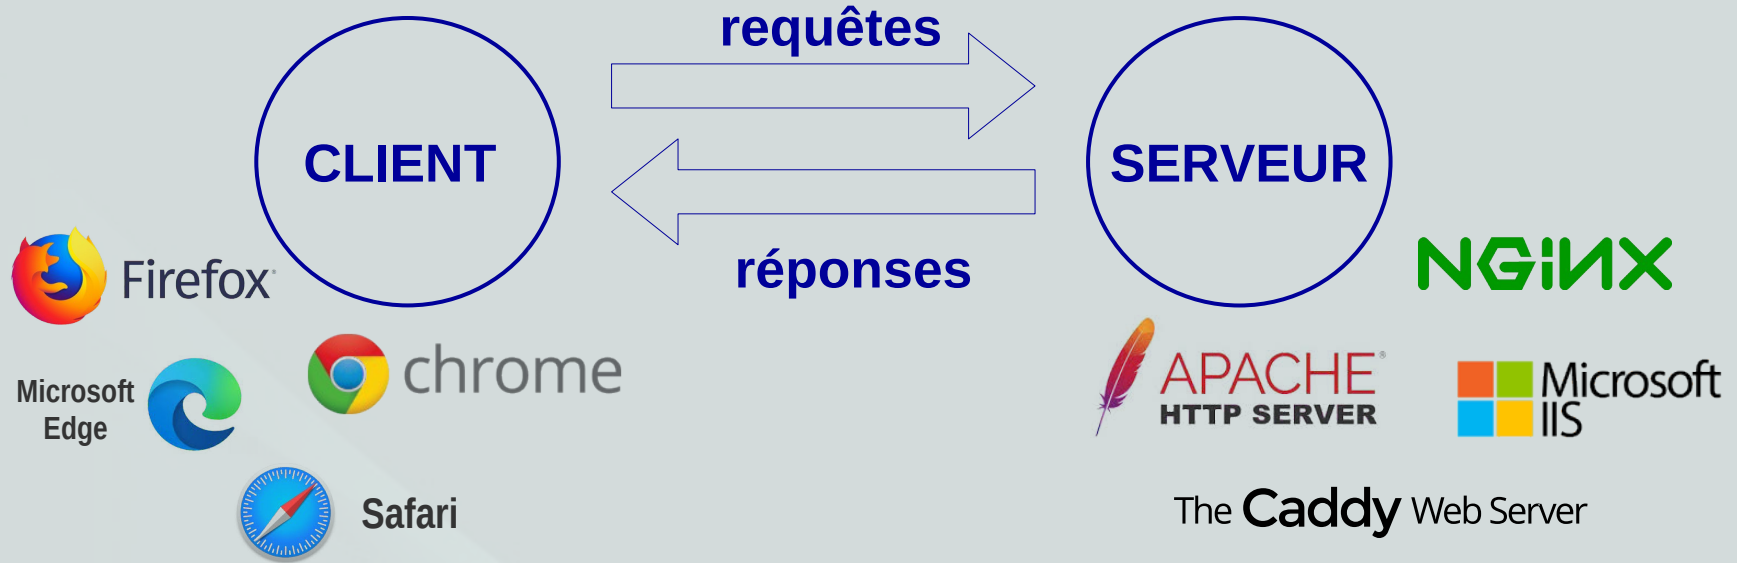 requêtes
CLIENT
SERVEUR
réponses
Firefox
chrome
Microsoft
Edge
Safari
NGiNX
APACHE®
HTTP SERVER
Microsoft
IIS
The Caddy Web Server